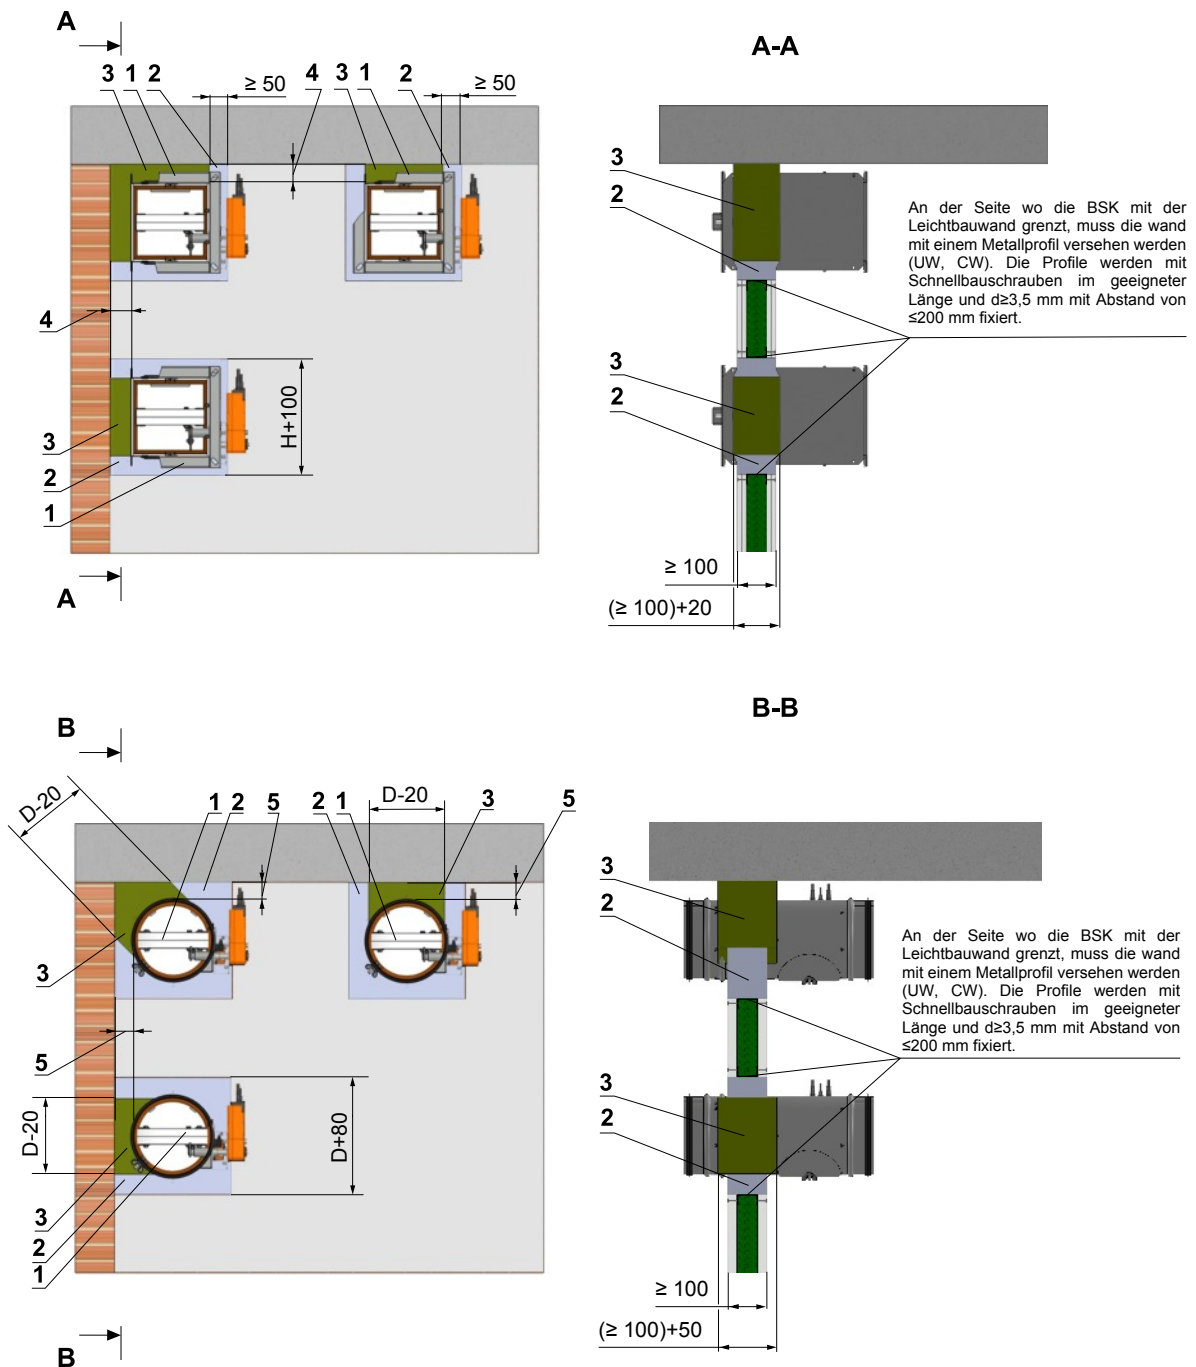 A
A-A
3 1 2
≥ 50
4 3 1 2
≥ 50
3
2
An der Seite wo die BSK mit der
Leichtbauwand grenzt, muss die wand
mit einem Metallprofil versehen werden
(UW, CW). Die Profile werden mit
Schnellbauschrauben im geeigneter
Länge und d≥3,5 mm mit Abstand von
≤200 mm fixiert.
4
3
2
H+100
3
2
1
≥ 100
(≥ 100)+20
A
B
B-B
D-20
1 2 5
2 1
D-20
3
5
3
2
An der Seite wo die BSK mit der
Leichtbauwand grenzt, muss die wand
mit einem Metallprofil versehen werden
(UW, CW). Die Profile werden mit
Schnellbauschrauben im geeigneter
Länge und d≥3,5 mm mit Abstand von
≤200 mm fixiert.
3
5
3
2
D-20
D+80
3
2
1
≥ 100
(≥ 100)+50
B